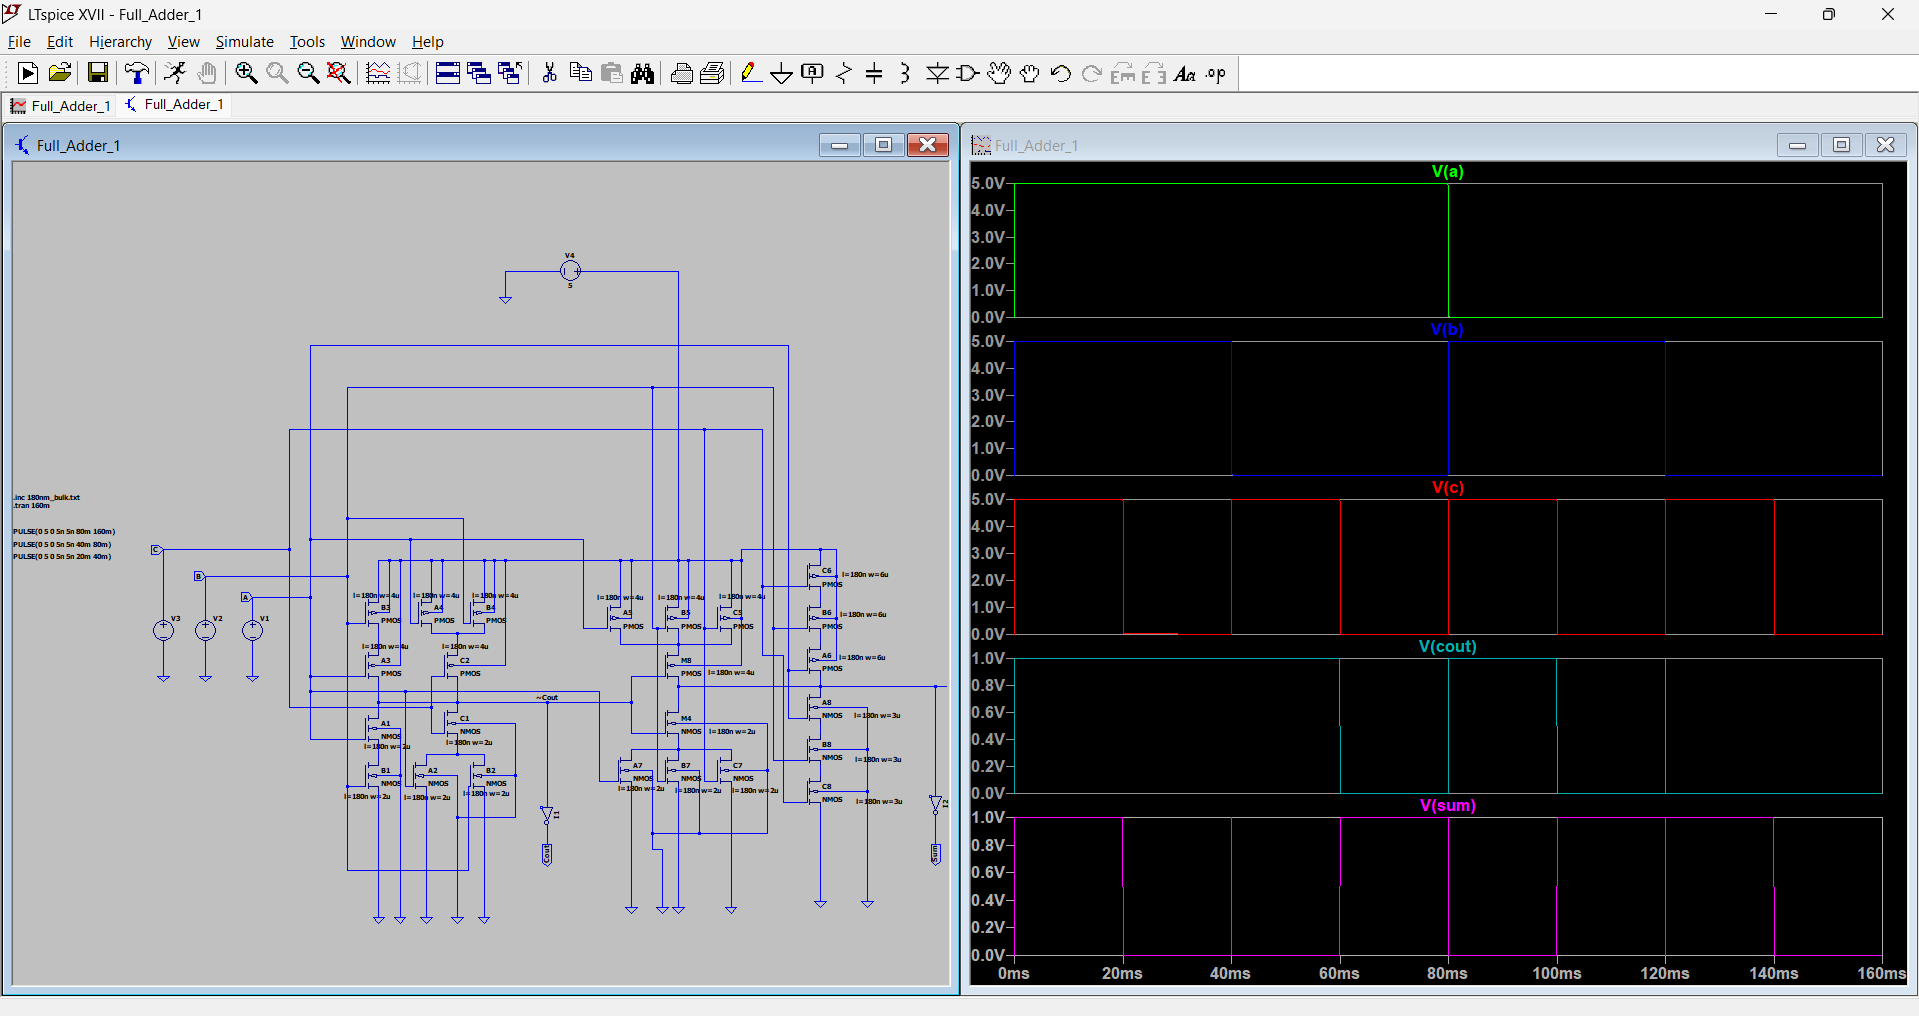 LTspice XVII - Full_Adder_1
File Edit Hierarchy View Simulate Tools Window Help
.op
Full_Adder_1 Full_Adder_1
Full_Adder_1
V4
5
.inc 180nm_bulk.txt
.tran 160m
PULSE(0 5 0 5n 5n 80m 160m)
PULSE(0 5 0 5n 5n 40m 80m)
PULSE(0 5 0 5n 5n 20m 40m)
C
B
A
V3 V2 V1
l=180n w=4u l=180n w=4u l=180n w=4u
B3 A4 B4
PMOS PMOS PMOS
l=180n w=4u l=180n w=4u
A3 C2
PMOS PMOS
~Cout
A1 C1
NMOS NMOS
l=180n w=2u l=180n w=2u
B1 A2 B2
NMOS NMOS NMOS
l=180n w=2u l=180n w=2u l=180n w=2u
I1
Cout
l=180n w=4u l=180n w=4u l=180n w=4u
A5 B5 C5
PMOS PMOS PMOS
M8
PMOS l=180n w=4u
M4
NMOS l=180n w=2u
A7 B7 C7
NMOS NMOS NMOS
l=180n w=2u l=180n w=2u l=180n w=2u
C6 l=180n w=6u
PMOS
B6 l=180n w=6u
PMOS
A6 l=180n w=6u
PMOS
A8
NMOS l=180n w=3u
B8
NMOS l=180n w=3u
C8
NMOS l=180n w=3u
I2
Sum
Full_Adder_1
V(a)
5.0V
4.0V
3.0V
2.0V
1.0V
0.0V
V(b)
5.0V
4.0V
3.0V
2.0V
1.0V
0.0V
V(c)
5.0V
4.0V
3.0V
2.0V
1.0V
0.0V
V(cout)
1.0V
0.8V
0.6V
0.4V
0.2V
0.0V
V(sum)
1.0V
0.8V
0.6V
0.4V
0.2V
0.0V
0ms 20ms 40ms 60ms 80ms 100ms 120ms 140ms 160ms